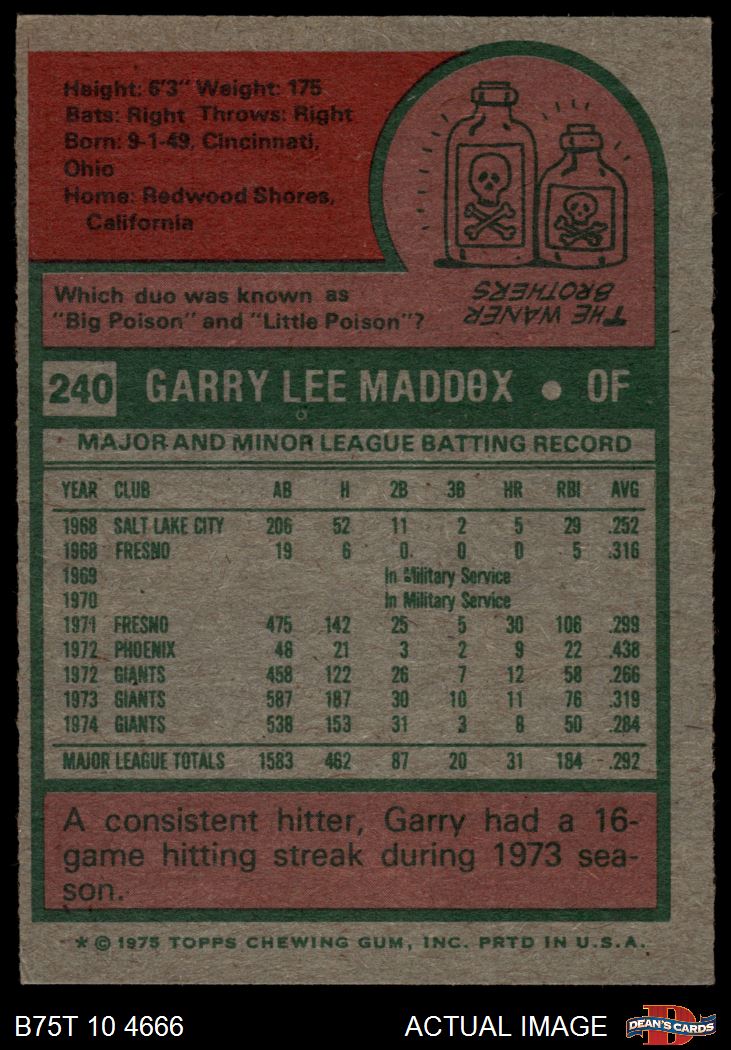 Height: 6'3" Weight: 175
Bats: Right Throws: Right
Born: 9-1-49, Cincinnati,
Ohio
Home: Redwood Shores,
California
Which duo was known as
"Big Poison" and "Little Poison"?
THE WANER
BROTHERS
240 GARRY LEE MADDOX • OF
MAJOR AND MINOR LEAGUE BATTING RECORD
YEAR CLUB AB H 2B 3B HR RBI AVG
1968 SALT LAKE CITY 206 52 11 2 5 29 .252
1968 FRESNO 19 6 0 0 0 5 .316
1969 In Military Service
1970 In Military Service
1971 FRESNO 475 142 25 5 30 106 .299
1972 PHOENIX 48 21 3 2 9 22 .438
1972 GIANTS 458 122 26 7 12 58 .266
1973 GIANTS 587 187 30 10 11 76 .319
1974 GIANTS 538 153 31 3 8 50 .284
MAJOR LEAGUE TOTALS 1583 462 87 20 31 184 .292
A consistent hitter, Garry had a 16-
game hitting streak during 1973 sea-
son.
* © 1975 TOPPS CHEWING GUM, INC. PRTD IN U.S.A.
B75T 10 4666 ACTUAL IMAGE DEAN'S CARDS